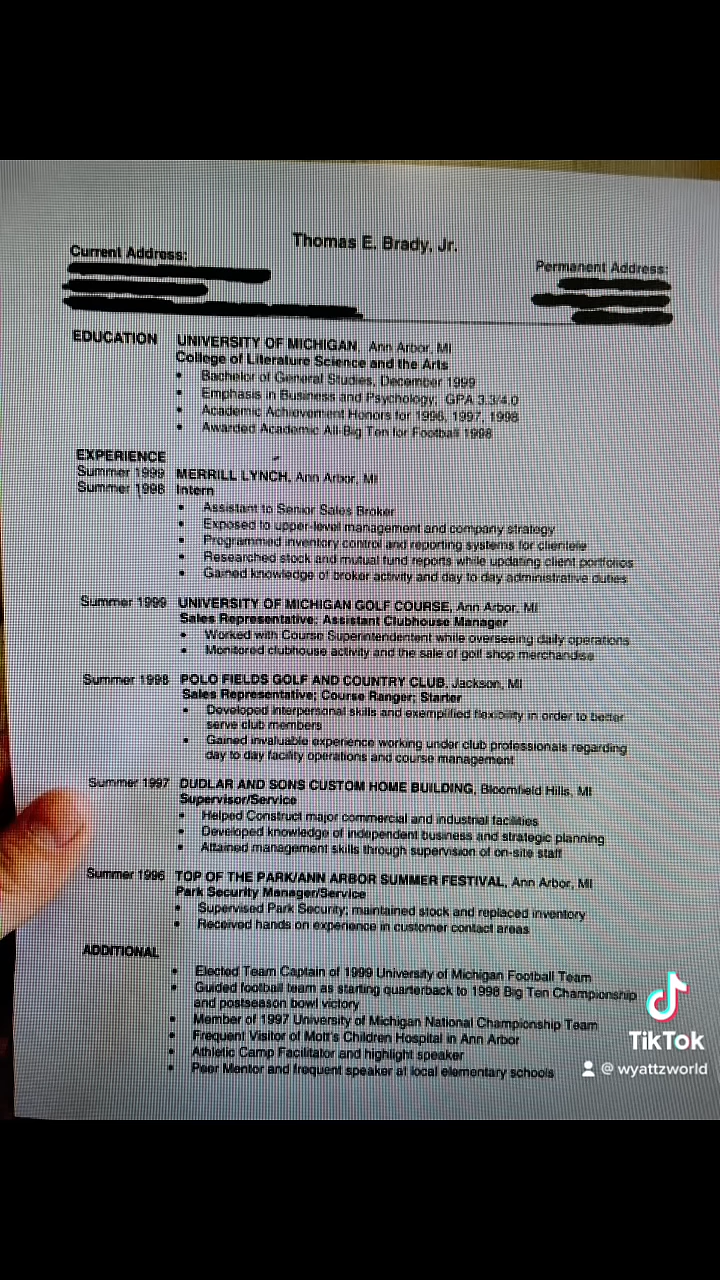 Thomas E. Brady, Jr.
Current Address:
Permanent Address:
EDUCATION UNIVERSITY OF MICHIGAN, Ann Arbor, MI
College of Literature Science and the Arts
• Bachelor of General Studies, December 1999
• Emphasis in Business and Psychology; GPA 3.3/4.0
• Academic Achievement Honors for 1996, 1997, 1998
• Awarded Academic All-Big Ten for Football 1998
EXPERIENCE
Summer 1999 MERRILL LYNCH, Ann Arbor, MI
Summer 1998 Intern
• Assistant to Senior Sales Broker
• Exposed to upper-level management and company strategy
• Programmed inventory control and reporting systems for clientele
• Researched stock and mutual fund reports while updating client portfolios
• Gained knowledge of broker activity and day to day administrative duties
Summer 1999 UNIVERSITY OF MICHIGAN GOLF COURSE, Ann Arbor, MI
Sales Representative; Assistant Clubhouse Manager
• Worked with Course Superintendentent while overseeing daily operations
• Monitored clubhouse activity and the sale of golf shop merchandise
Summer 1998 POLO FIELDS GOLF AND COUNTRY CLUB, Jackson, MI
Sales Representative; Course Ranger; Starter
• Developed interpersonal skills and exemplified flexibility in order to better
serve club members
• Gained invaluable experience working under club professionals regarding
day to day facility operations and course management
Summer 1997 DUDLAR AND SONS CUSTOM HOME BUILDING, Bloomfield Hills, MI
Supervisor/Service
• Helped Construct major commercial and industrial facilities
• Developed knowledge of independent business and strategic planning
• Attained management skills through supervision of on-site staff
Summer 1996 TOP OF THE PARK/ANN ARBOR SUMMER FESTIVAL, Ann Arbor, MI
Park Security Manager/Service
• Supervised Park Security; maintained stock and replaced inventory
• Received hands on experience in customer contact areas
ADDITIONAL
• Elected Team Captain of 1999 University of Michigan Football Team
• Guided football team as starting quarterback to 1998 Big Ten Championship
and postseason bowl victory
• Member of 1997 University of Michigan National Championship Team
• Frequent Visitor of Mott's Children Hospital in Ann Arbor
• Athletic Camp Facilitator and highlight speaker
• Peer Mentor and frequent speaker at local elementary schools
TikTok
@wyattzworld